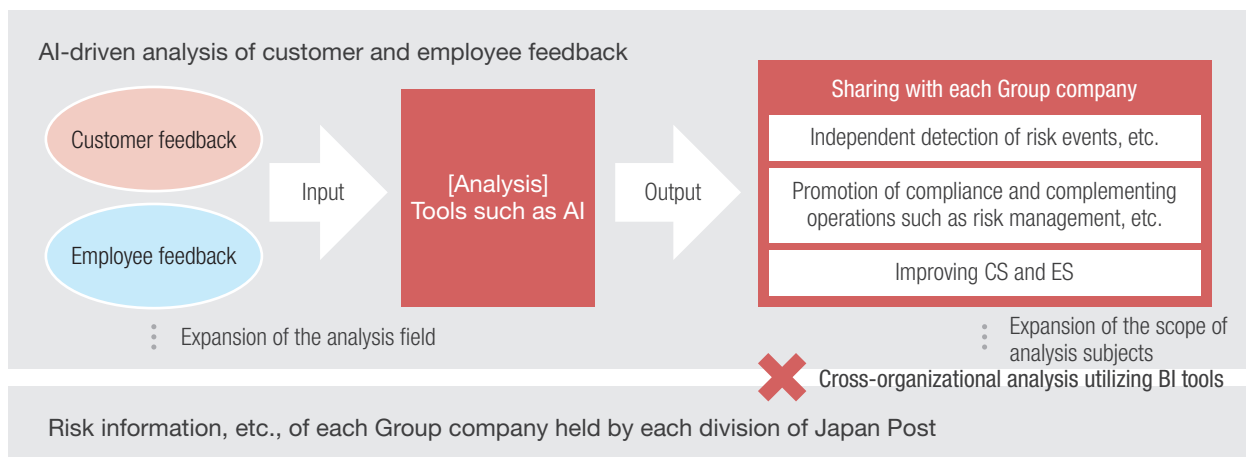 AI-driven analysis of customer and employee feedback
Customer feedback
Employee feedback
Expansion of the analysis field
Input
[Analysis]
Tools such as AI
Output
Sharing with each Group company
Independent detection of risk events, etc.
Promotion of compliance and complementing
operations such as risk management, etc.
Improving CS and ES
Expansion of the scope of
analysis subjects
Cross-organizational analysis utilizing BI tools
Risk information, etc., of each Group company held by each division of Japan Post